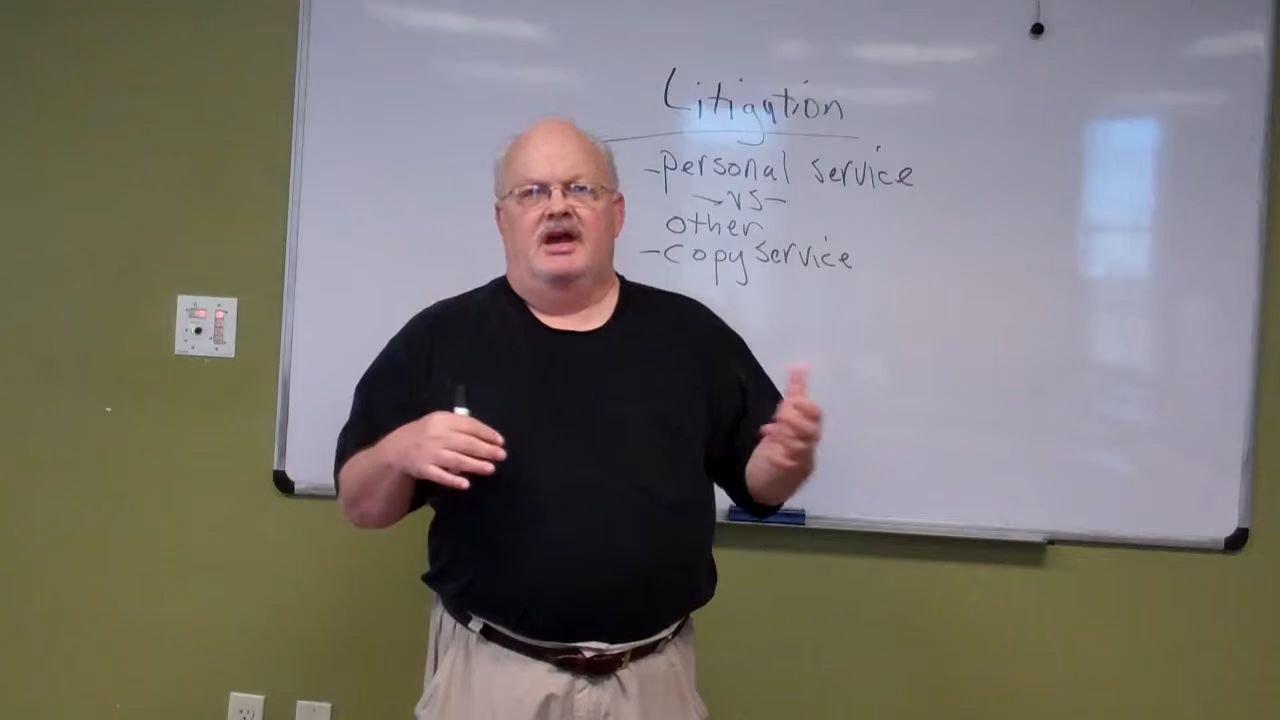 Litigation
-personal service
-vs-
other
-copy service